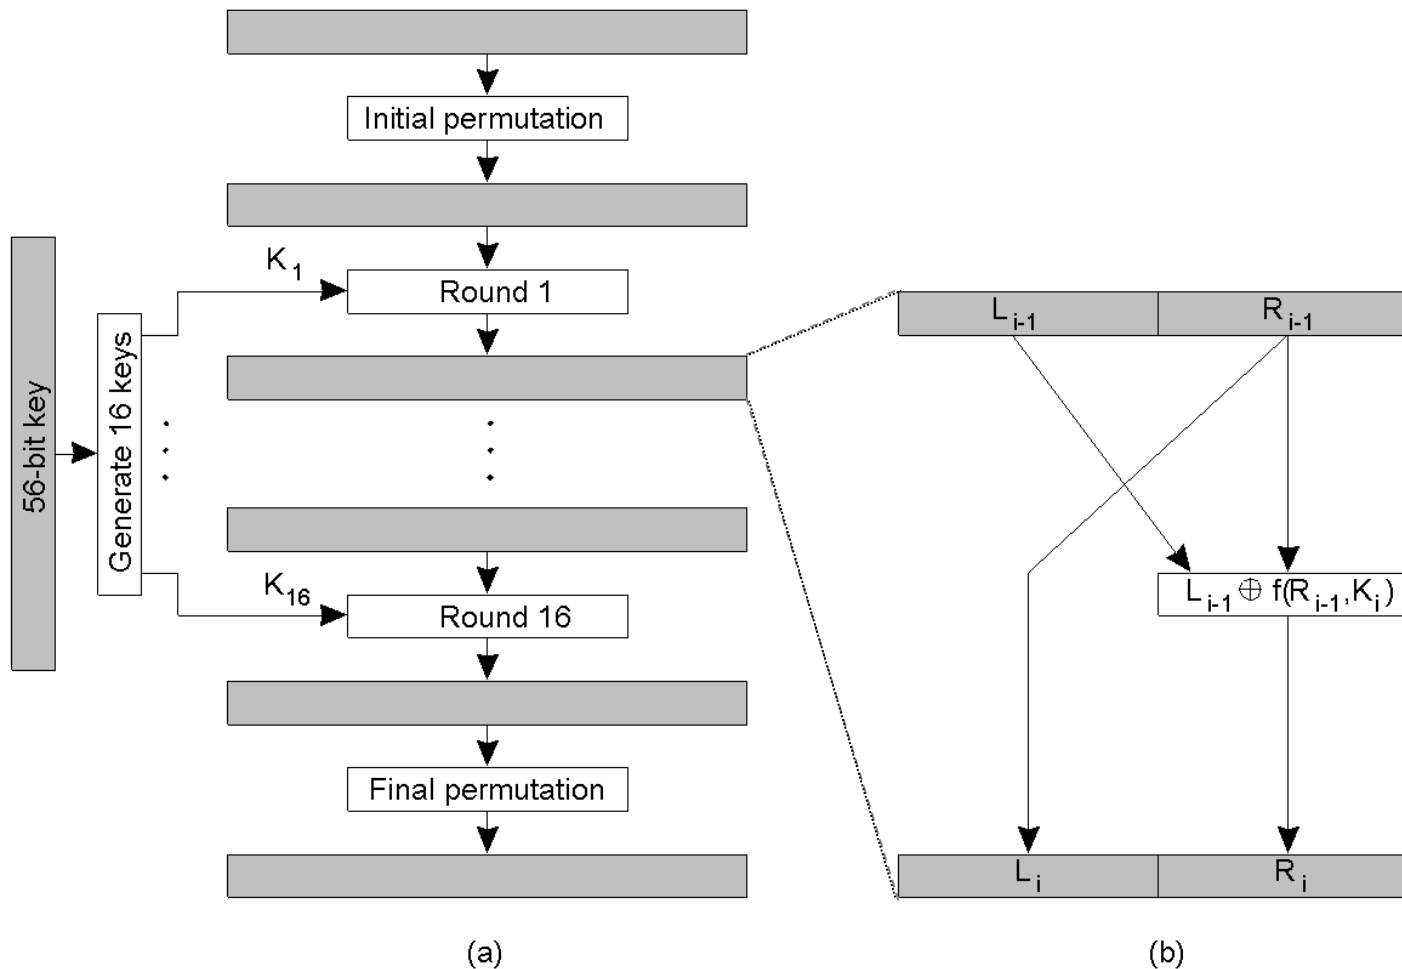 Initial permutation
K1
Round 1
56-bit key
Generate 16 keys
K16
Round 16
Final permutation
(a)
Li-1 Ri-1
Li-1 ⊕ f(Ri-1,Ki)
Li Ri
(b)